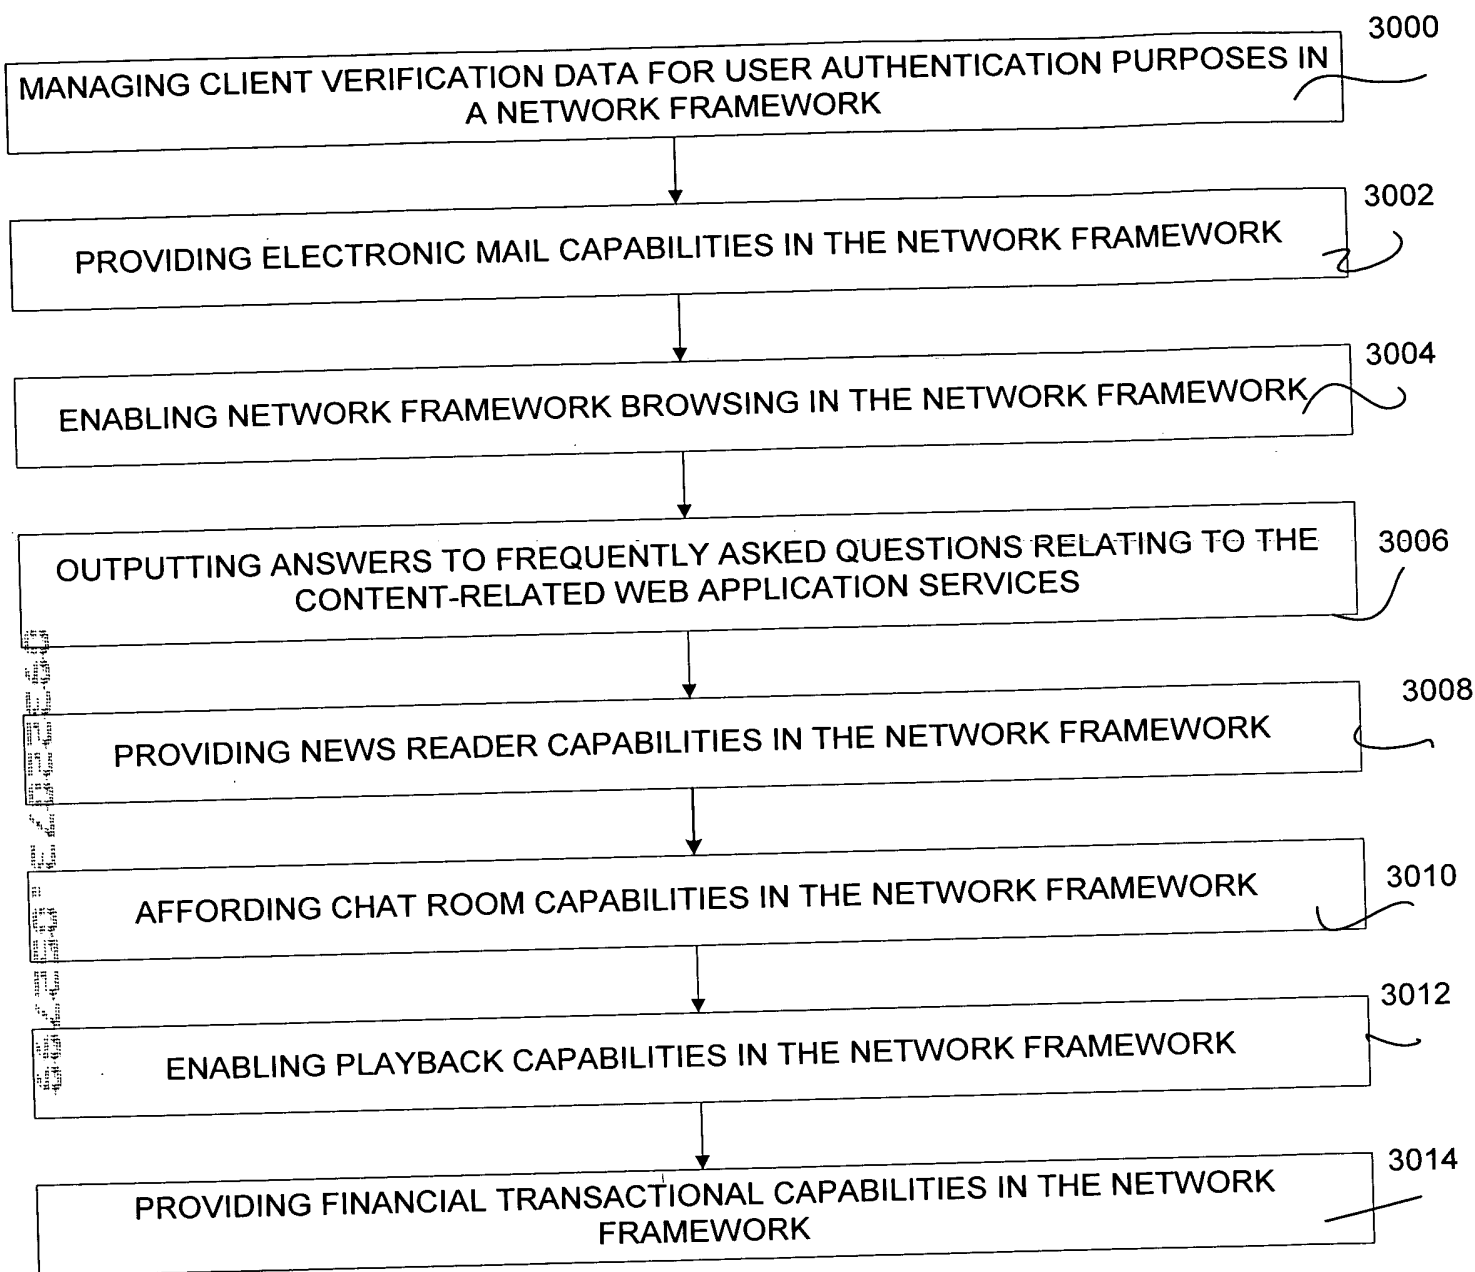 3000
MANAGING CLIENT VERIFICATION DATA FOR USER AUTHENTICATION PURPOSES IN
A NETWORK FRAMEWORK
3002
PROVIDING ELECTRONIC MAIL CAPABILITIES IN THE NETWORK FRAMEWORK
3004
ENABLING NETWORK FRAMEWORK BROWSING IN THE NETWORK FRAMEWORK
3006
OUTPUTTING ANSWERS TO FREQUENTLY ASKED QUESTIONS RELATING TO THE
CONTENT-RELATED WEB APPLICATION SERVICES
3008
PROVIDING NEWS READER CAPABILITIES IN THE NETWORK FRAMEWORK
3010
AFFORDING CHAT ROOM CAPABILITIES IN THE NETWORK FRAMEWORK
3012
ENABLING PLAYBACK CAPABILITIES IN THE NETWORK FRAMEWORK
3014
PROVIDING FINANCIAL TRANSACTIONAL CAPABILITIES IN THE NETWORK
FRAMEWORK